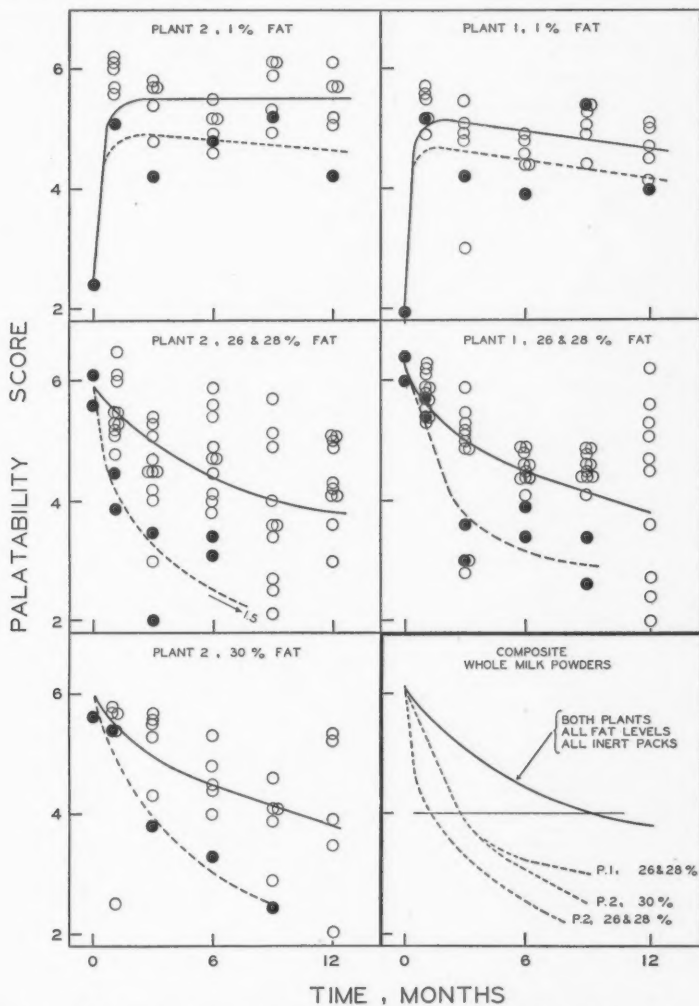 PLANT 2, 1% FAT
PLANT 1, 1% FAT
6
4
2
PLANT 2, 26 & 28 % FAT
PLANT 1, 26 & 28 % FAT
6
4
2
1.5
PALATABILITY SCORE
PLANT 2, 30 % FAT
COMPOSITE
WHOLE MILK POWDERS
6
4
2
BOTH PLANTS
ALL FAT LEVELS
ALL INERT PACKS
P.1, 26&28 %
P.2, 30 %
P.2, 26&28 %
0 6 12
0 6 12
TIME, MONTHS